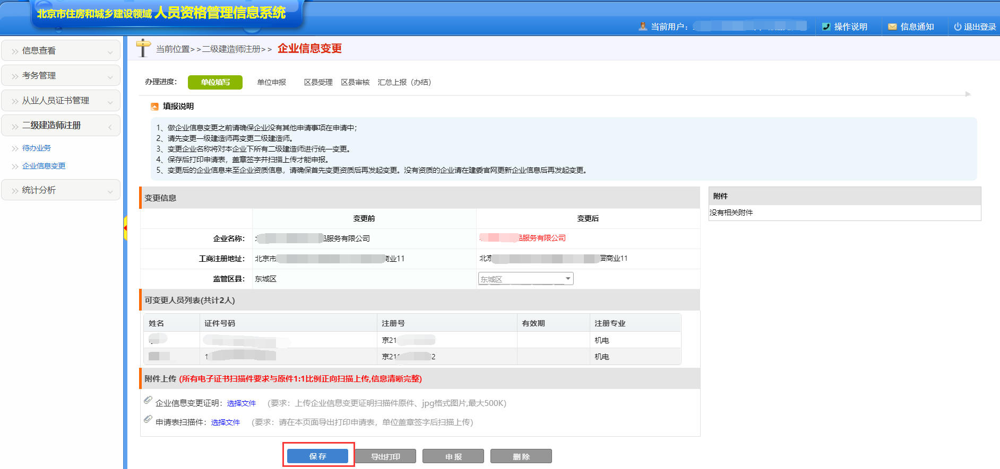 北京市住房和城乡建设领域 人员资格管理信息系统
当前用户： 操作说明 信息通知 退出登录
信息查看
考务管理
从业人员证书管理
二级建造师注册
待办业务
企业信息变更
统计分析
当前位置>>二级建造师注册>> 企业信息变更
办理进度： 单位填写 单位申报 区县受理 区县审核 汇总上报（办结）
填报说明
1、做企业信息变更之前请确保企业没有其他申请事项在申请中；
2、请先变更一级建造师再变更二级建造师。
3、变更企业名称将对本企业下所有二级建造师进行统一变更。
4、保存后打印申请表，盖章签字并扫描上传才能申报。
5、变更后的企业信息来至企业资质信息，请确保首先变更资质后再发起变更。没有资质的企业请在建委官网更新企业信息后再发起变更。
变更信息
变更前 变更后
企业名称： 服务有限公司 服务有限公司
工商注册地址： 北京市 商业11 北京 层商业11
监管区县： 东城区 东城区
可变更人员列表(共计2人)
姓名 证件号码 注册号 有效期 注册专业
京21 机电
1 京21 2 机电
附件上传 (所有电子证书扫描件要求与原件1:1比例正向扫描上传,信息清晰完整)
企业信息变更证明： 选择文件 （要求：上传企业信息变更证明扫描件原件、jpg格式图片,最大500K)
申请表扫描件： 选择文件 （要求：请在本页面导出打印申请表，单位盖章签字后扫描上传）
保 存 导出打印 申 报 删 除
附件
没有相关附件